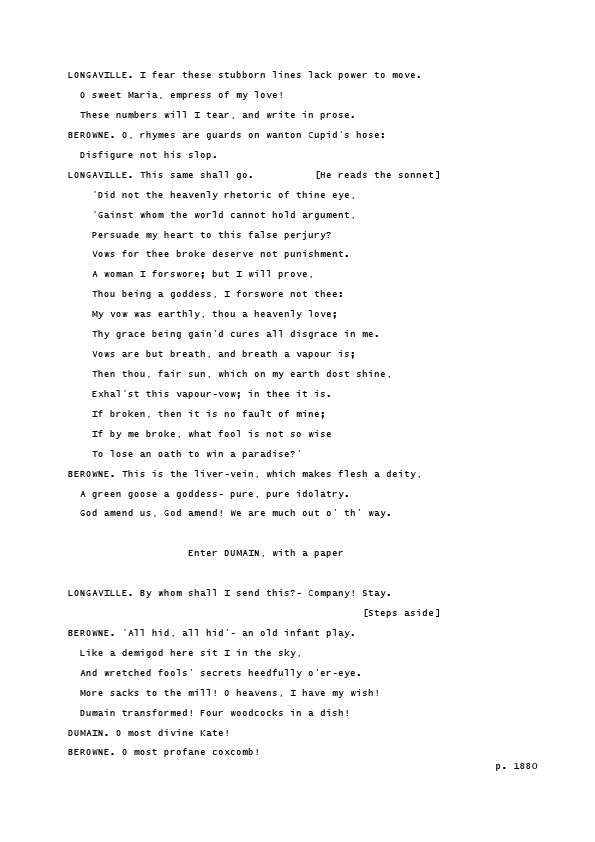 LONGAVILLE. I fear these stubborn lines lack power to move.
O sweet Maria, empress of my love!
These numbers will I tear, and write in prose.
BEROWNE. O, rhymes are guards on wanton Cupid's hose:
Disfigure not his slop.
LONGAVILLE. This same shall go. [He reads the sonnet]
'Did not the heavenly rhetoric of thine eye,
'Gainst whom the world cannot hold argument,
Persuade my heart to this false perjury?
Vows for thee broke deserve not punishment.
A woman I forswore; but I will prove,
Thou being a goddess, I forswore not thee:
My vow was earthly, thou a heavenly love;
Thy grace being gain'd cures all disgrace in me.
Vows are but breath, and breath a vapour is;
Then thou, fair sun, which on my earth dost shine,
Exhal'st this vapour-vow; in thee it is.
If broken, then it is no fault of mine;
If by me broke, what fool is not so wise
To lose an oath to win a paradise?'
BEROWNE. This is the liver-vein, which makes flesh a deity,
A green goose a goddess- pure, pure idolatry.
God amend us, God amend! We are much out o' th' way.
Enter DUMAIN, with a paper
LONGAVILLE. By whom shall I send this?- Company! Stay.
[Steps aside]
BEROWNE. 'All hid, all hid'- an old infant play.
Like a demigod here sit I in the sky,
And wretched fools' secrets heedfully o'er-eye.
More sacks to the mill! O heavens, I have my wish!
Dumain transformed! Four woodcocks in a dish!
DUMAIN. O most divine Kate!
BEROWNE. O most profane coxcomb!
p. 1880